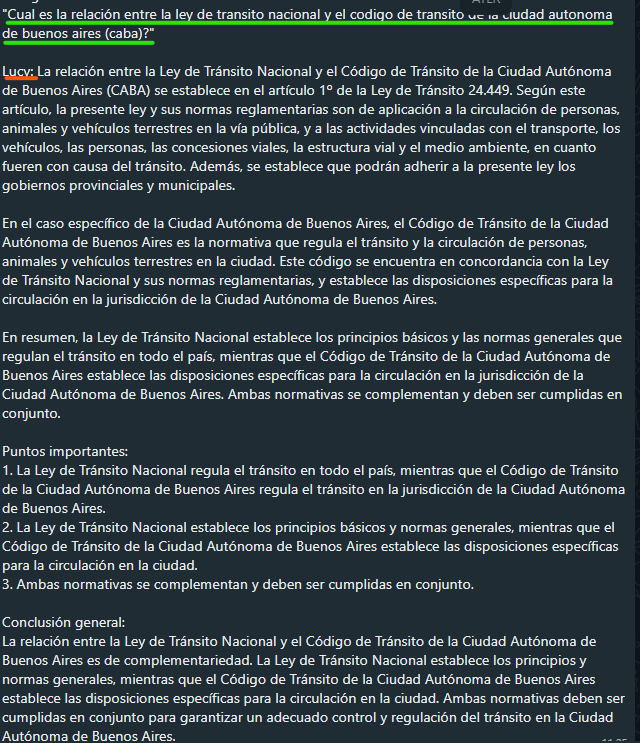 AYER
"Cual es la relación entre la ley de transito nacional y el codigo de transito de la ciudad autonoma
de buenos aires (caba)?"
Lucy: La relación entre la Ley de Tránsito Nacional y el Código de Tránsito de la Ciudad Autónoma
de Buenos Aires (CABA) se establece en el artículo 1º de la Ley de Tránsito 24.449. Según este
artículo, la presente ley y sus normas reglamentarias son de aplicación a la circulación de personas,
animales y vehículos terrestres en la vía pública, y a las actividades vinculadas con el transporte, los
vehículos, las personas, las concesiones viales, la estructura vial y el medio ambiente, en cuanto
fueren con causa del tránsito. Además, se establece que podrán adherir a la presente ley los
gobiernos provinciales y municipales.
En el caso específico de la Ciudad Autónoma de Buenos Aires, el Código de Tránsito de la Ciudad
Autónoma de Buenos Aires es la normativa que regula el tránsito y la circulación de personas,
animales y vehículos terrestres en la ciudad. Este código se encuentra en concordancia con la Ley
de Tránsito Nacional y sus normas reglamentarias, y establece las disposiciones específicas para la
circulación en la jurisdicción de la Ciudad Autónoma de Buenos Aires.
En resumen, la Ley de Tránsito Nacional establece los principios básicos y las normas generales que
regulan el tránsito en todo el país, mientras que el Código de Tránsito de la Ciudad Autónoma de
Buenos Aires establece las disposiciones específicas para la circulación en la jurisdicción de la
Ciudad Autónoma de Buenos Aires. Ambas normativas se complementan y deben ser cumplidas en
conjunto.
Puntos importantes:
1. La Ley de Tránsito Nacional regula el tránsito en todo el país, mientras que el Código de Tránsito
de la Ciudad Autónoma de Buenos Aires regula el tránsito en la jurisdicción de la Ciudad Autónoma
de Buenos Aires.
2. La Ley de Tránsito Nacional establece los principios básicos y normas generales, mientras que el
Código de Tránsito de la Ciudad Autónoma de Buenos Aires establece las disposiciones específicas
para la circulación en la ciudad.
3. Ambas normativas se complementan y deben ser cumplidas en conjunto.
Conclusión general:
La relación entre la Ley de Tránsito Nacional y el Código de Tránsito de la Ciudad Autónoma de
Buenos Aires es de complementariedad. La Ley de Tránsito Nacional establece los principios y
normas generales, mientras que el Código de Tránsito de la Ciudad Autónoma de Buenos Aires
establece las disposiciones específicas para la circulación en la ciudad. Ambas normativas deben ser
cumplidas en conjunto para garantizar un adecuado control y regulación del tránsito en la Ciudad
Autónoma de Buenos Aires.